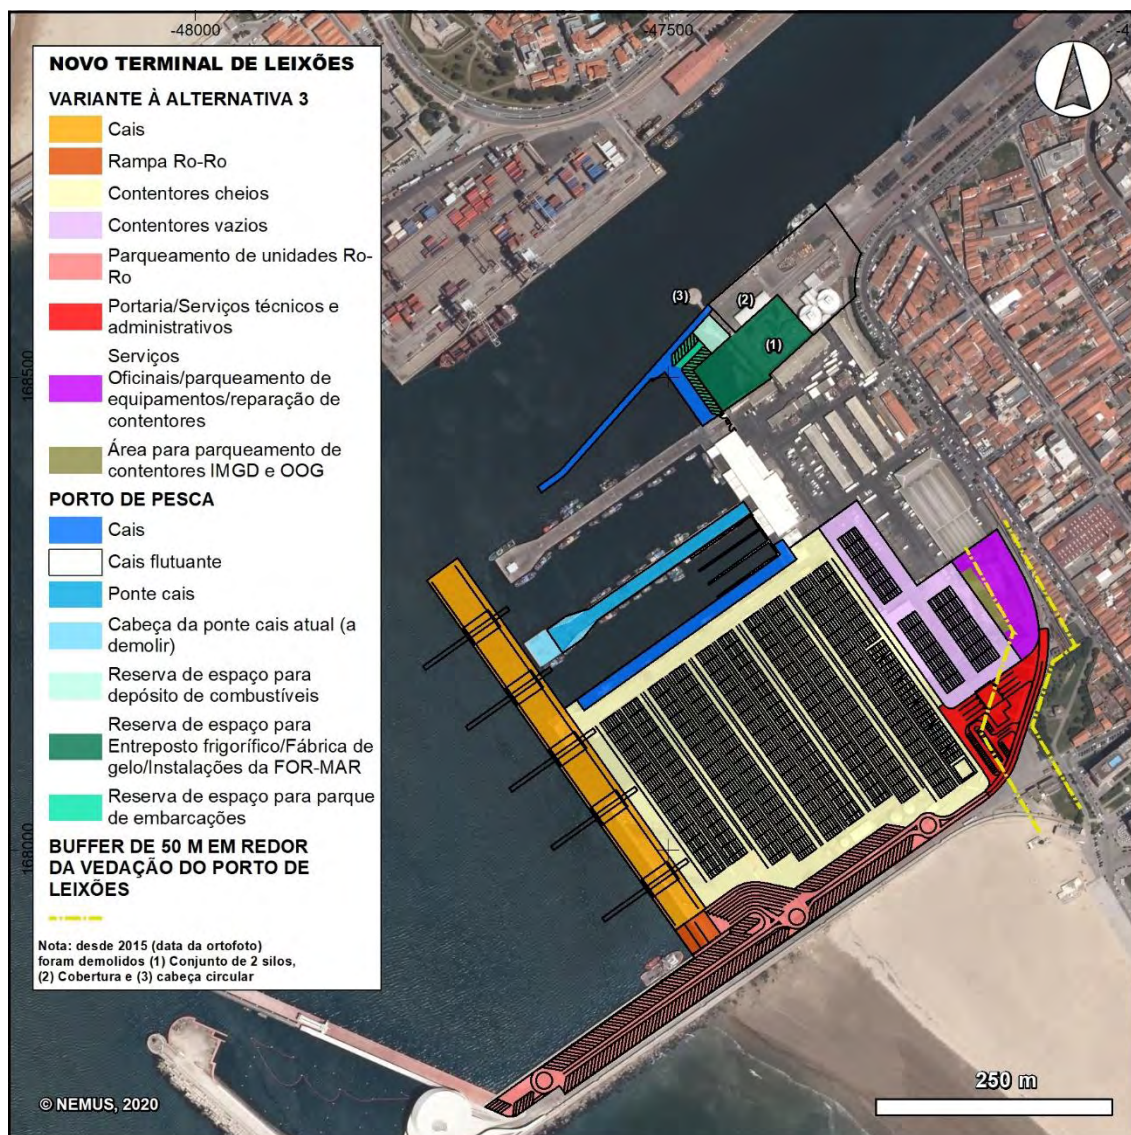 -48000
-47500
NOVO TERMINAL DE LEIXÕES
VARIANTE À ALTERNATIVA 3
Cais
Rampa Ro-Ro
Contentores cheios
Contentores vazios
Parqueamento de unidades Ro-
Ro
Portaria/Serviços técnicos e
administrativos
Serviços
Oficinais/parqueamento de
equipamentos/reparação de
contentores
Área para parqueamento de
contentores IMGD e OOG
PORTO DE PESCA
Cais
Cais flutuante
Ponte cais
Cabeça da ponte cais atual (a
demolir)
Reserva de espaço para
depósito de combustíveis
Reserva de espaço para
Entreposto frigorífico/Fábrica de
gelo/Instalações da FOR-MAR
Reserva de espaço para parque
de embarcações
BUFFER DE 50 M EM REDOR
DA VEDAÇÃO DO PORTO DE
LEIXÕES
Nota: desde 2015 (data da ortofoto)
foram demolidos (1) Conjunto de 2 silos,
(2) Cobertura e (3) cabeça circular
168500
168000
(3)
(2)
(1)
250 m
© NEMUS, 2020